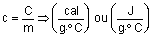 c = C/m ⇒ (cal/g·°C) ou (J/g·°C)